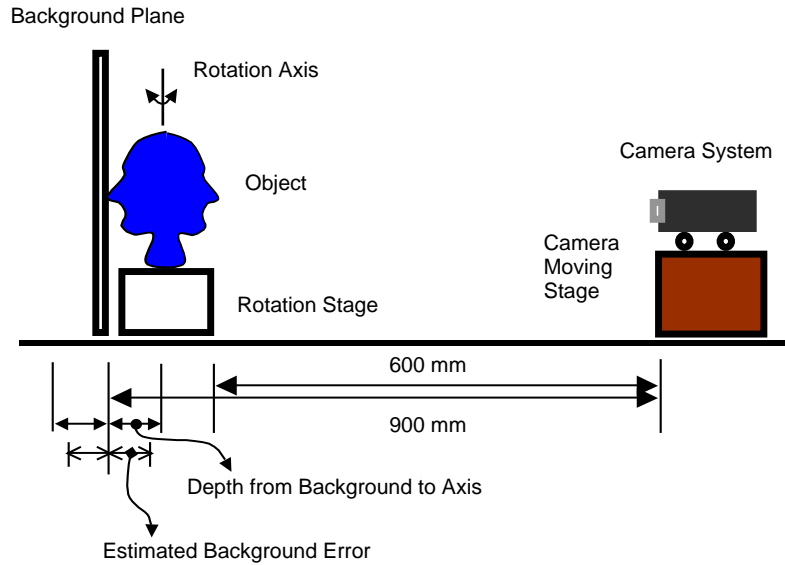 Background Plane
Rotation Axis
Camera System
Object
Camera
Moving
Stage
Rotation Stage
600 mm
900 mm
Depth from Background to Axis
Estimated Background Error